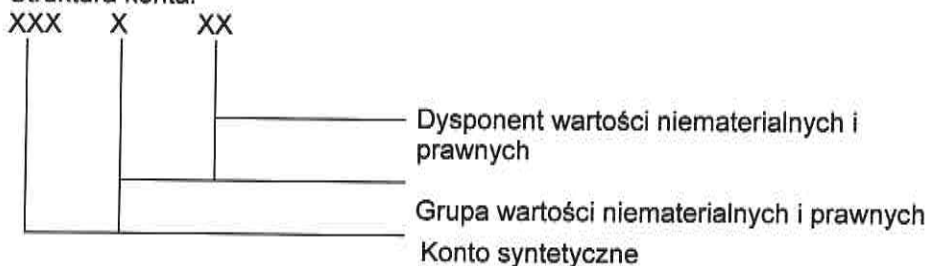 XXX X XX
Dysponent wartości niematerialnych i
prawnych
Grupa wartości niematerialnych i prawnych
Konto syntetyczne